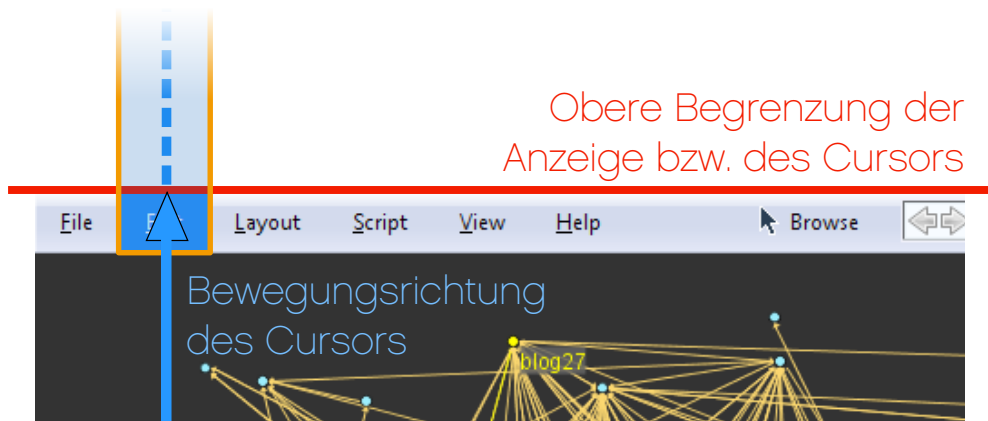 Obere Begrenzung der
Anzeige bzw. des Cursors
File Layout Script View Help Browse
Bewegungsrichtung
des Cursors
blog27